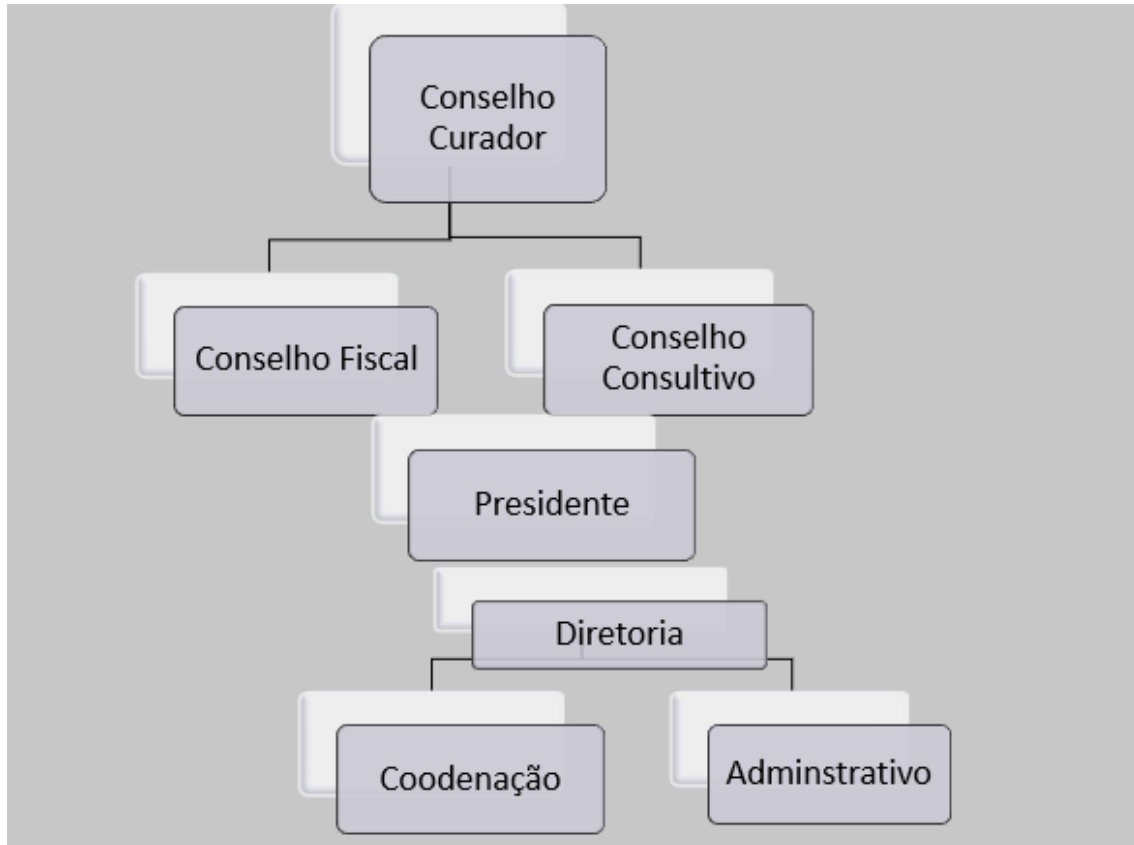 Conselho
Curador
Conselho Fiscal
Conselho
Consultivo
Presidente
Diretoria
Coodenação
Adminstrativo